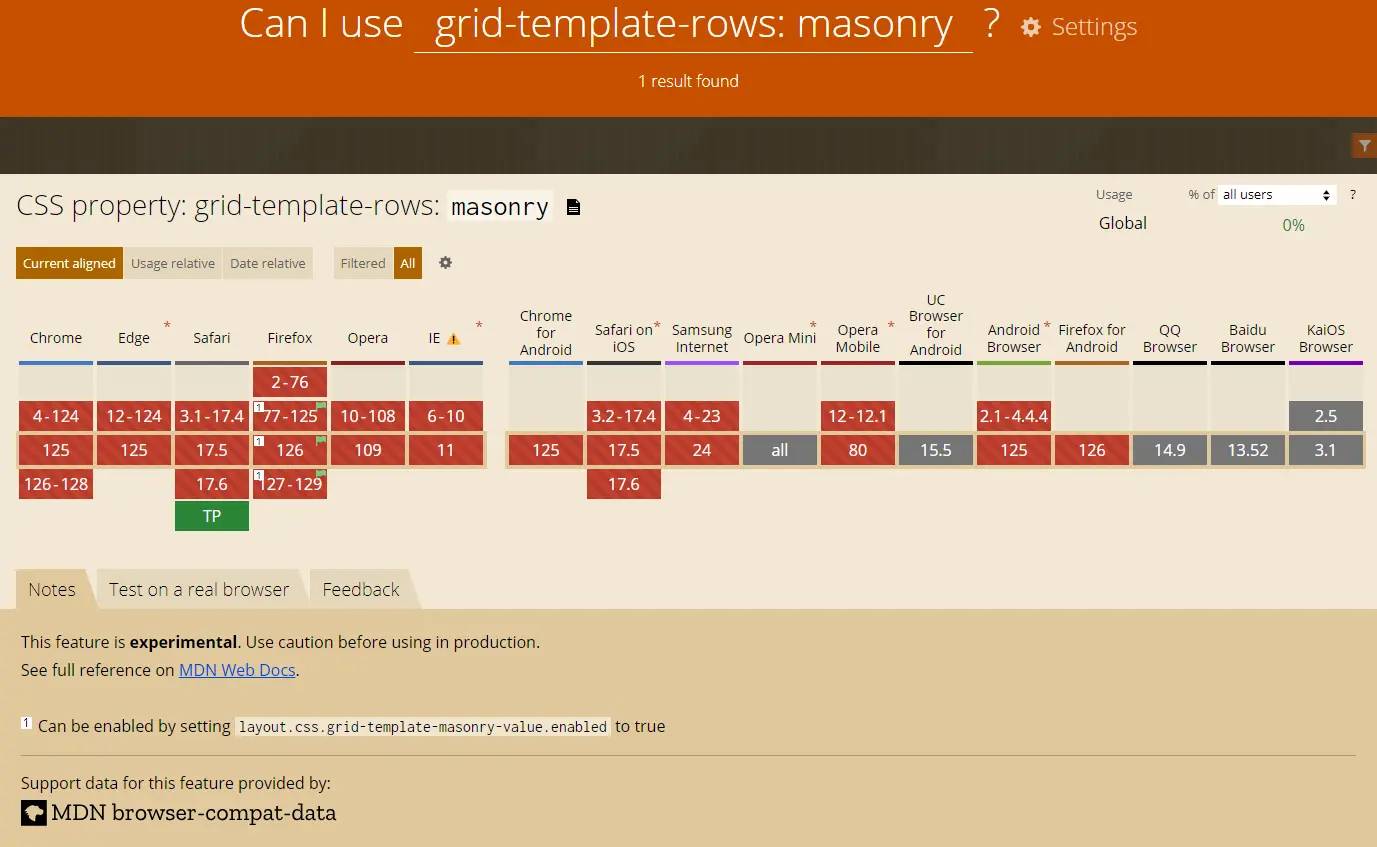 Can I use grid-template-rows: masonry ? Settings
1 result found
CSS property: grid-template-rows: masonry
Usage % of all users ?
Global 0%
Current aligned Usage relative Date relative Filtered All
Chrome Edge * Safari Firefox Opera IE ⚠ * Chrome for Android Safari on iOS * Samsung Internet Opera Mini * Opera Mobile * UC Browser for Android Android Browser * Firefox for Android QQ Browser Baidu Browser KaiOS Browser
2-76
4-124 12-124 3.1-17.4 1 77-125 10-108 6-10 3.2-17.4 4-23 12-12.1 2.1-4.4.4 2.5
125 125 17.5 1 126 109 11 125 17.5 24 all 80 15.5 125 126 14.9 13.52 3.1
126-128 17.6 1 127-129 17.6
TP
Notes Test on a real browser Feedback
This feature is experimental. Use caution before using in production.
See full reference on MDN Web Docs.
1 Can be enabled by setting layout.css.grid-template-masonry-value.enabled to true
Support data for this feature provided by:
MDN browser-compat-data